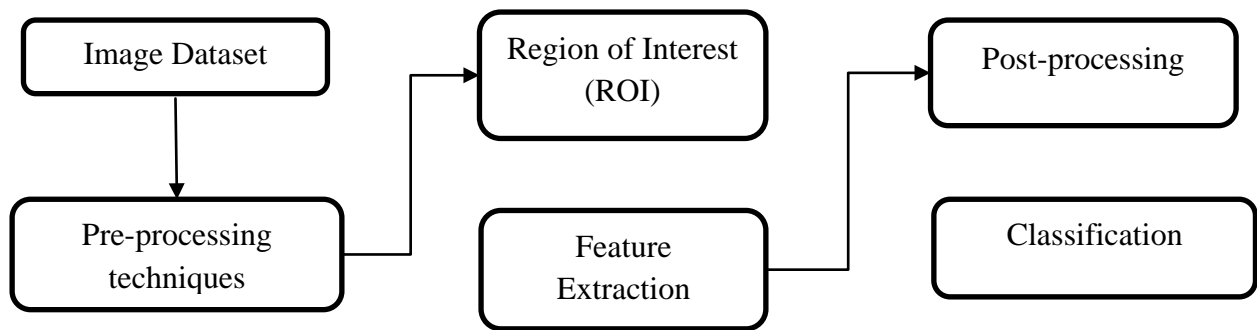 Image Dataset
Pre-processing
techniques
Region of Interest
(ROI)
Feature
Extraction
Post-processing
Classification